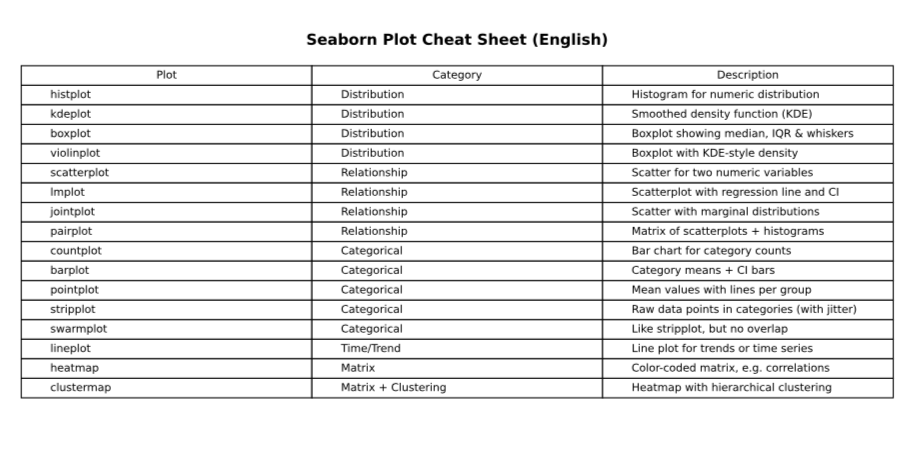 Seaborn Plot Cheat Sheet (English)
Plot Category Description
histplot Distribution Histogram for numeric distribution
kdeplot Distribution Smoothed density function (KDE)
boxplot Distribution Boxplot showing median, IQR & whiskers
violinplot Distribution Boxplot with KDE-style density
scatterplot Relationship Scatter for two numeric variables
lmplot Relationship Scatterplot with regression line and CI
jointplot Relationship Scatter with marginal distributions
pairplot Relationship Matrix of scatterplots + histograms
countplot Categorical Bar chart for category counts
barplot Categorical Category means + CI bars
pointplot Categorical Mean values with lines per group
stripplot Categorical Raw data points in categories (with jitter)
swarmplot Categorical Like stripplot, but no overlap
lineplot Time/Trend Line plot for trends or time series
heatmap Matrix Color-coded matrix, e.g. correlations
clustermap Matrix + Clustering Heatmap with hierarchical clustering